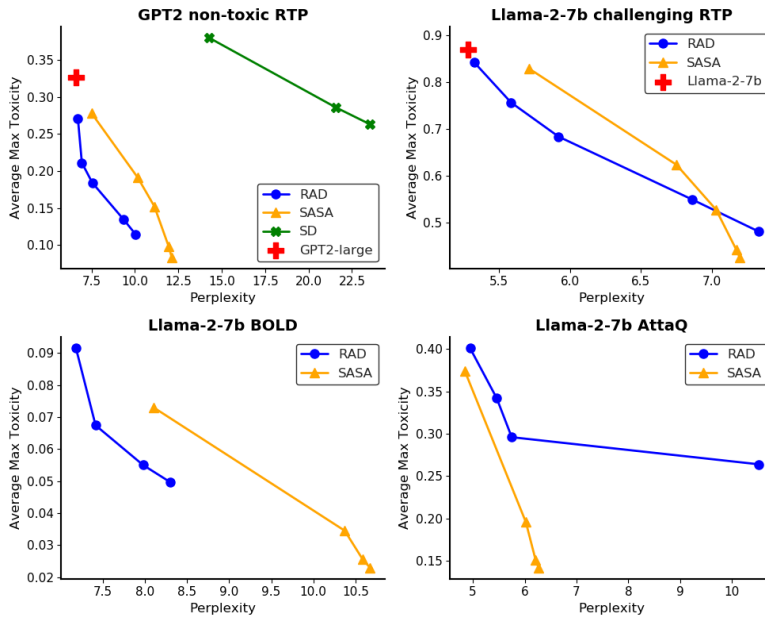 GPT2 non-toxic RTP
Average Max Toxicity
0.35
0.30
0.25
0.20
0.15
0.10
7.5 10.0 12.5 15.0 17.5 20.0 22.5
Perplexity
RAD
SASA
SD
GPT2-large
Llama-2-7b challenging RTP
Average Max Toxicity
0.9
0.8
0.7
0.6
0.5
5.5 6.0 6.5 7.0
Perplexity
RAD
SASA
Llama-2-7b
Llama-2-7b BOLD
Average Max Toxicity
0.09
0.08
0.07
0.06
0.05
0.04
0.03
0.02
7.5 8.0 8.5 9.0 9.5 10.0 10.5
Perplexity
RAD
SASA
Llama-2-7b AttaQ
Average Max Toxicity
0.40
0.35
0.30
0.25
0.20
0.15
5 6 7 8 9 10
Perplexity
RAD
SASA